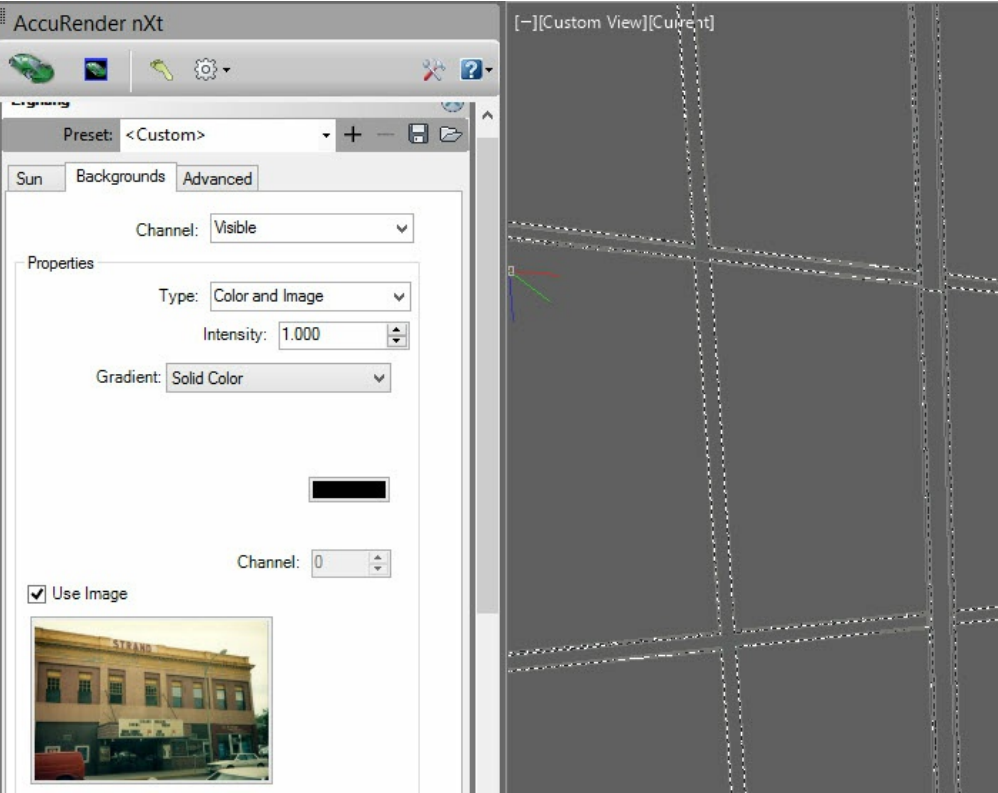 AccuRender nXt
Preset: <Custom>
Sun Backgrounds Advanced
Channel: Visible
Properties
Type: Color and Image
Intensity: 1.000
Gradient: Solid Color
Channel: 0
Use Image
STRAND
[−][Custom View][Current]